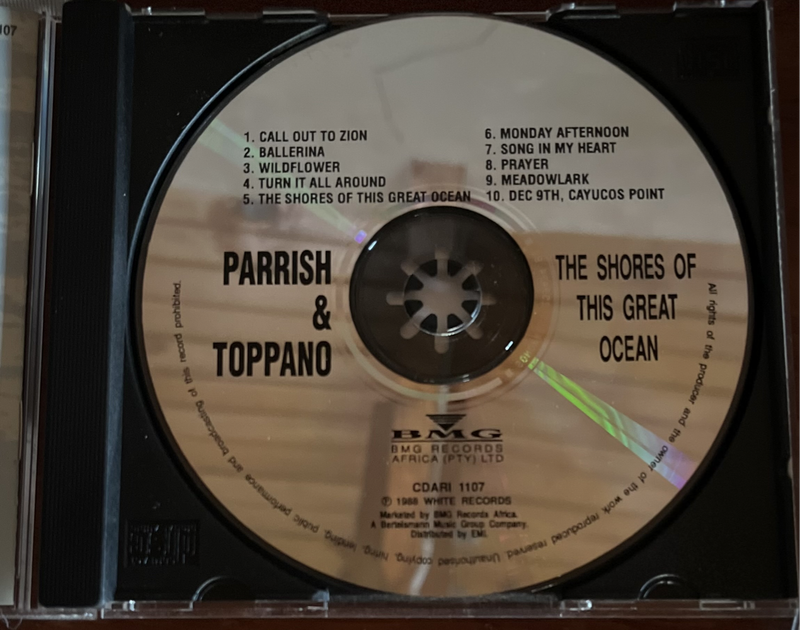 107
1. CALL OUT TO ZION
2. BALLERINA
3. WILDFLOWER
4. TURN IT ALL AROUND
5. THE SHORES OF THIS GREAT OCEAN
6. MONDAY AFTERNOON
7. SONG IN MY HEART
8. PRAYER
9. MEADOWLARK
10. DEC 9TH, CAYUCOS POINT
PARRISH
&
TOPPANO
THE SHORES OF
THIS GREAT
OCEAN
BMG
BMG RECORDS
AFRICA (PTY) LTD
CDARI 1107
℗ 1988 WHITE RECORDS
Marketed by BMG Records Africa.
A Bertelsmann Music Group Company.
Distributed by EMI.
All rights of the producer and the owner of the work reproduced reserved. Unauthorised copying, hiring, lending, public performance and broadcasting of this record prohibited.